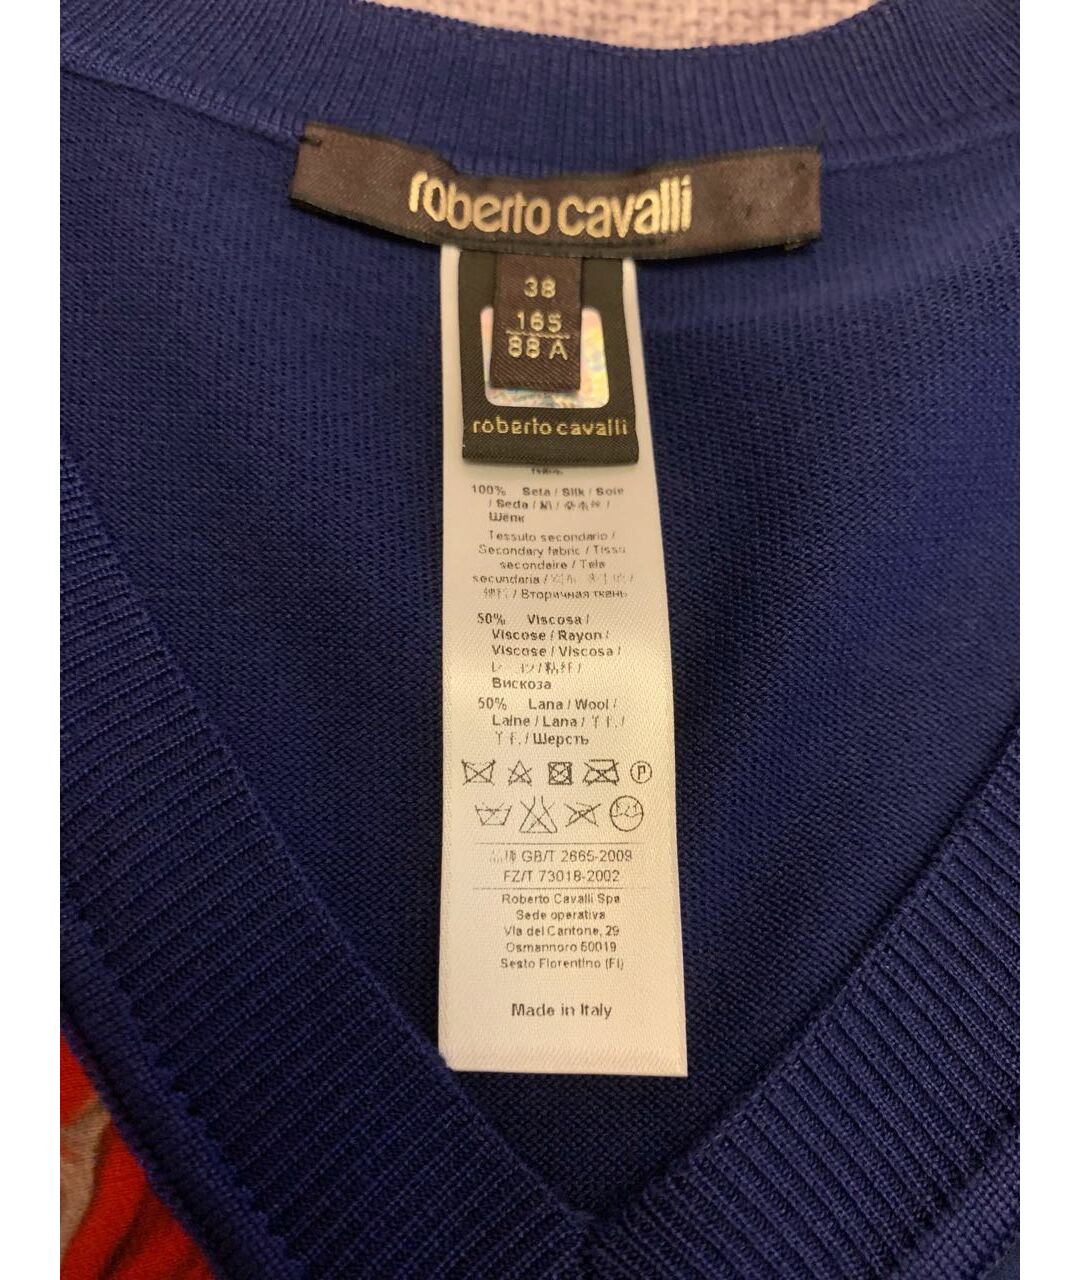 roberto cavalli
38
165
88 A
roberto cavalli
100% Seta / Silk / Soie
/ Seda / 絹 /
Шёлк
Tessuto secondario /
Secondary fabric / Tissu
secondaire / Tela
secundaria /
/ Вторичная ткань
50% Viscosa /
Viscose / Rayon /
Viscose / Viscosa /
/ 粘纤 /
Вискоза
50% Lana / Wool /
Laine / Lana /
/ Шерсть
P
GB/T 2665-2009
FZ/T 73018-2002
Roberto Cavalli Spa
Sede operativa
Via del Cantone, 29
Osmannoro 50019
Sesto Fiorentino (FI)
Made in Italy